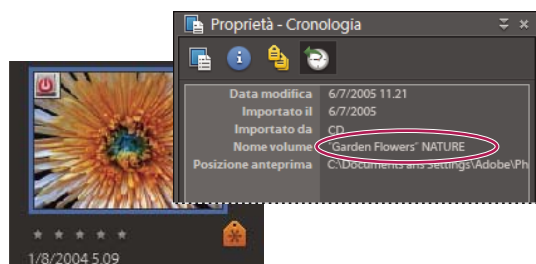 Proprietà - Cronologia
Data modifica 6/7/2005 11.21
Importato il 6/7/2005
Importato da CD
Nome volume "Garden Flowers" NATURE
Posizione anteprima C:\Documents ans Settings\Adobe\Ph
1/8/2004 5.09